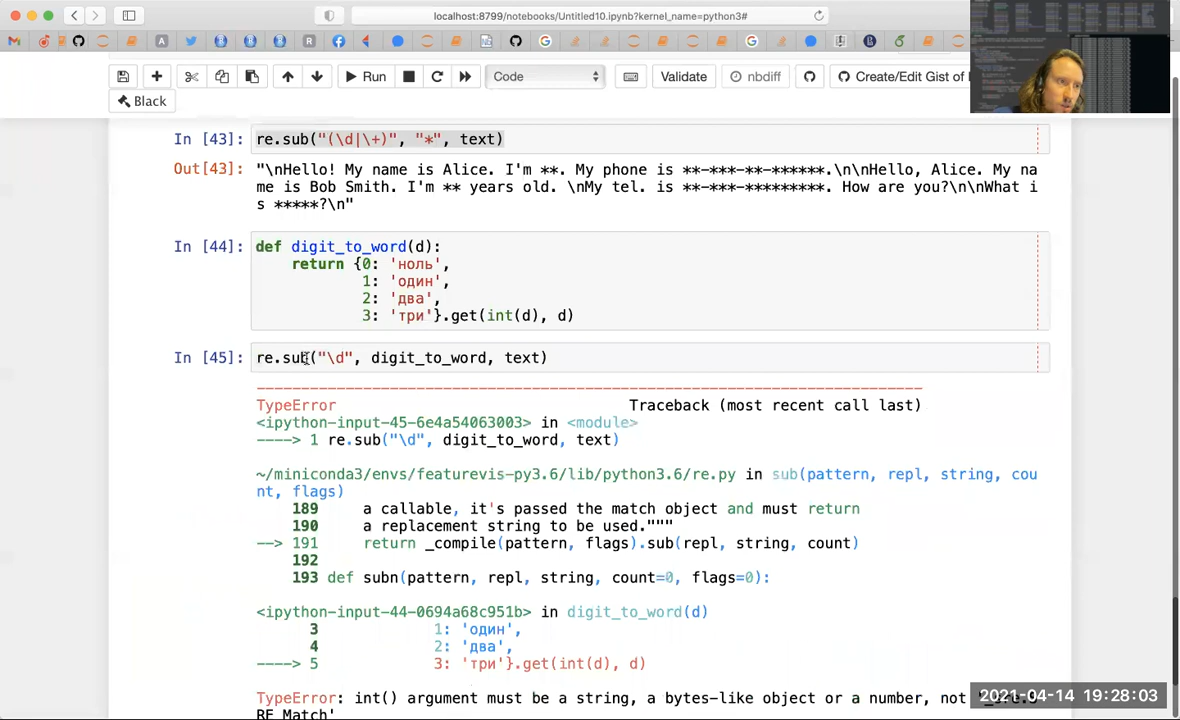 localhost:8799/notebooks/Untitled10.ipynb?kernel_name=python3#
Run
Code
Validate
nbdiff
Create/Edit Gist of
Black
In [43]: re.sub("(\d|\+)", "*", text)
Out[43]: "\nHello! My name is Alice. I'm **. My phone is **-***-**-******.\n\nHello, Alice. My na
me is Bob Smith. I'm ** years old. \nMy tel. is **-***-*********. How are you?\n\nWhat i
s *****?\n"
In [44]: def digit_to_word(d):
return {0: 'ноль',
1: 'один',
2: 'два',
3: 'три'}.get(int(d), d)
In [45]: re.sub("\d", digit_to_word, text)
---------------------------------------------------------------------------
TypeError Traceback (most recent call last)
<ipython-input-45-6e4a54063003> in <module>
----> 1 re.sub("\d", digit_to_word, text)
~/miniconda3/envs/featurevis-py3.6/lib/python3.6/re.py in sub(pattern, repl, string, cou
nt, flags)
189 a callable, it's passed the match object and must return
190 a replacement string to be used."""
--> 191 return _compile(pattern, flags).sub(repl, string, count)
192
193 def subn(pattern, repl, string, count=0, flags=0):
<ipython-input-44-0694a68c951b> in digit_to_word(d)
3 1: 'один',
4 2: 'два',
----> 5 3: 'три'}.get(int(d), d)
TypeError: int() argument must be a string, a bytes-like object or a number, not
RE_Match'
2021-04-14 19:28:03